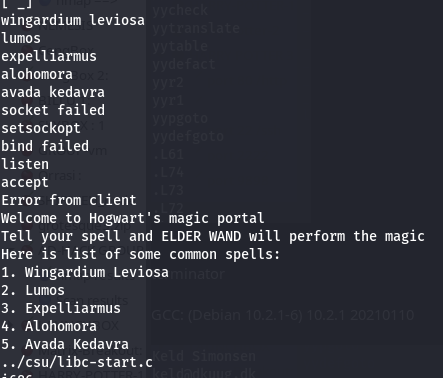 wingardium leviosa
lumos
expelliarmus
alohomora
avada kedavra
socket failed
setsockopt
bind failed
listen
accept
Error from client
Welcome to Hogwart's magic portal
Tell your spell and ELDER WAND will perform the magic
Here is list of some common spells:
1. Wingardium Leviosa
2. Lumos
3. Expelliarmus
4. Alohomora
5. Avada Kedavra
../csu/libc-start.c
yycheck
yytranslate
yytable
yydefact
yyr2
yyr1
yypgoto
yydefgoto
.L61
.L74
.L73
.L72
GCC: (Debian 10.2.1-6) 10.2.1 20210110
Keld Simonsen
keld@dkuug.dk